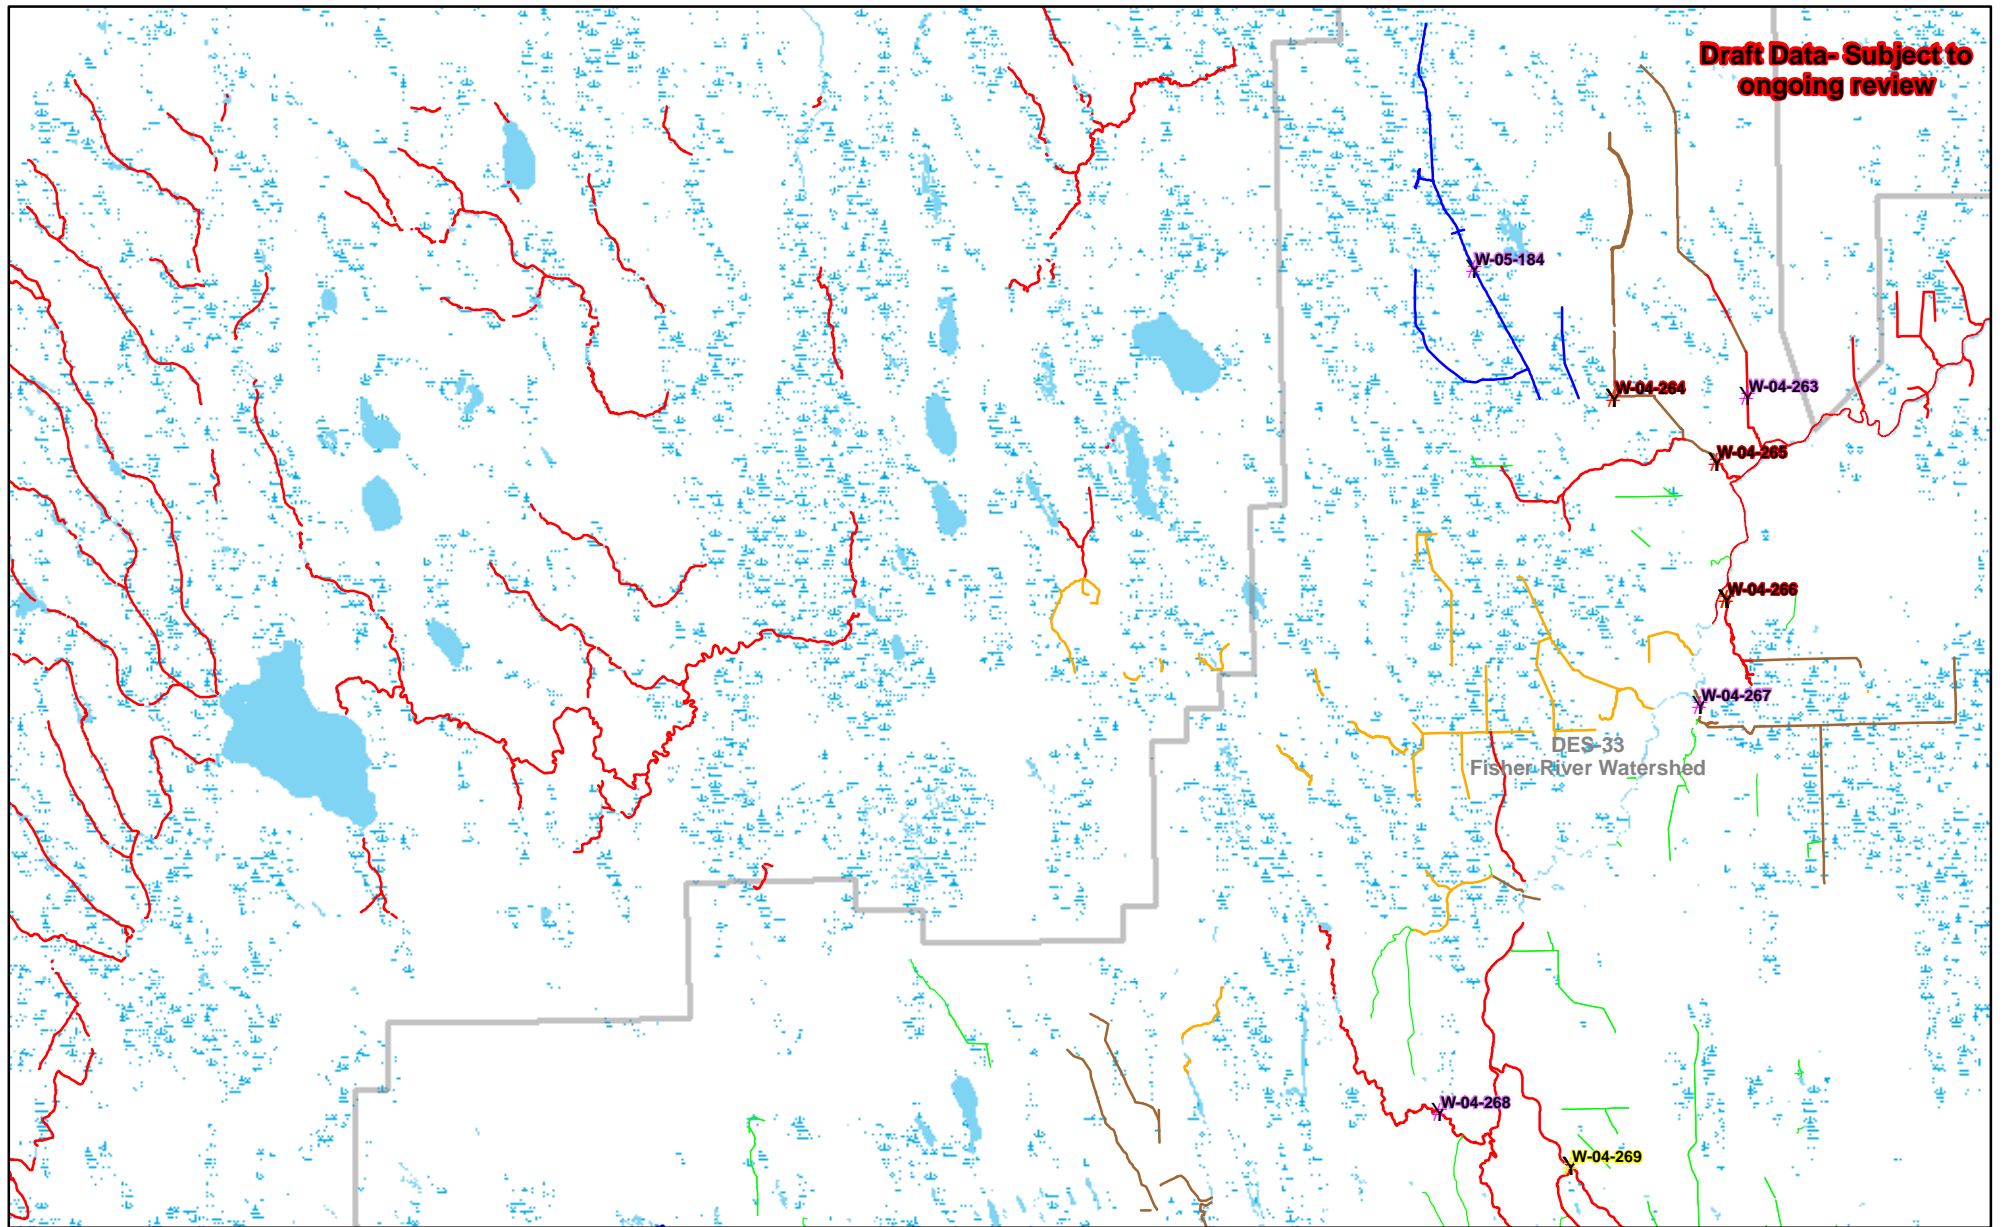 Draft Data- Subject to
ongoing review
W-05-184
W-04-264
W-04-263
W-04-265
W-04-266
W-04-267
DES-33
Fisher River Watershed
W-04-268
W-04-269